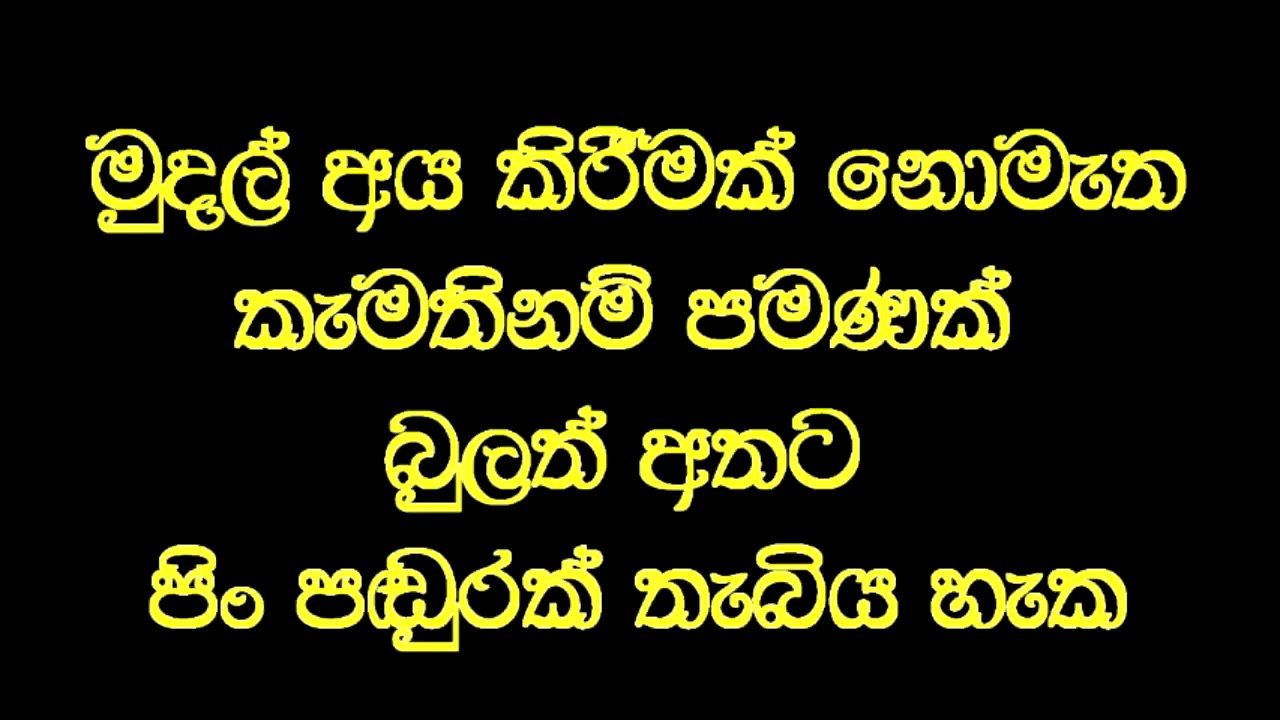 මුදල් අය කිරීමක් නොමැත
කැමතිනම් පමණක්
බුලත් අතට
පිං පඬුරක් තැබිය හැක